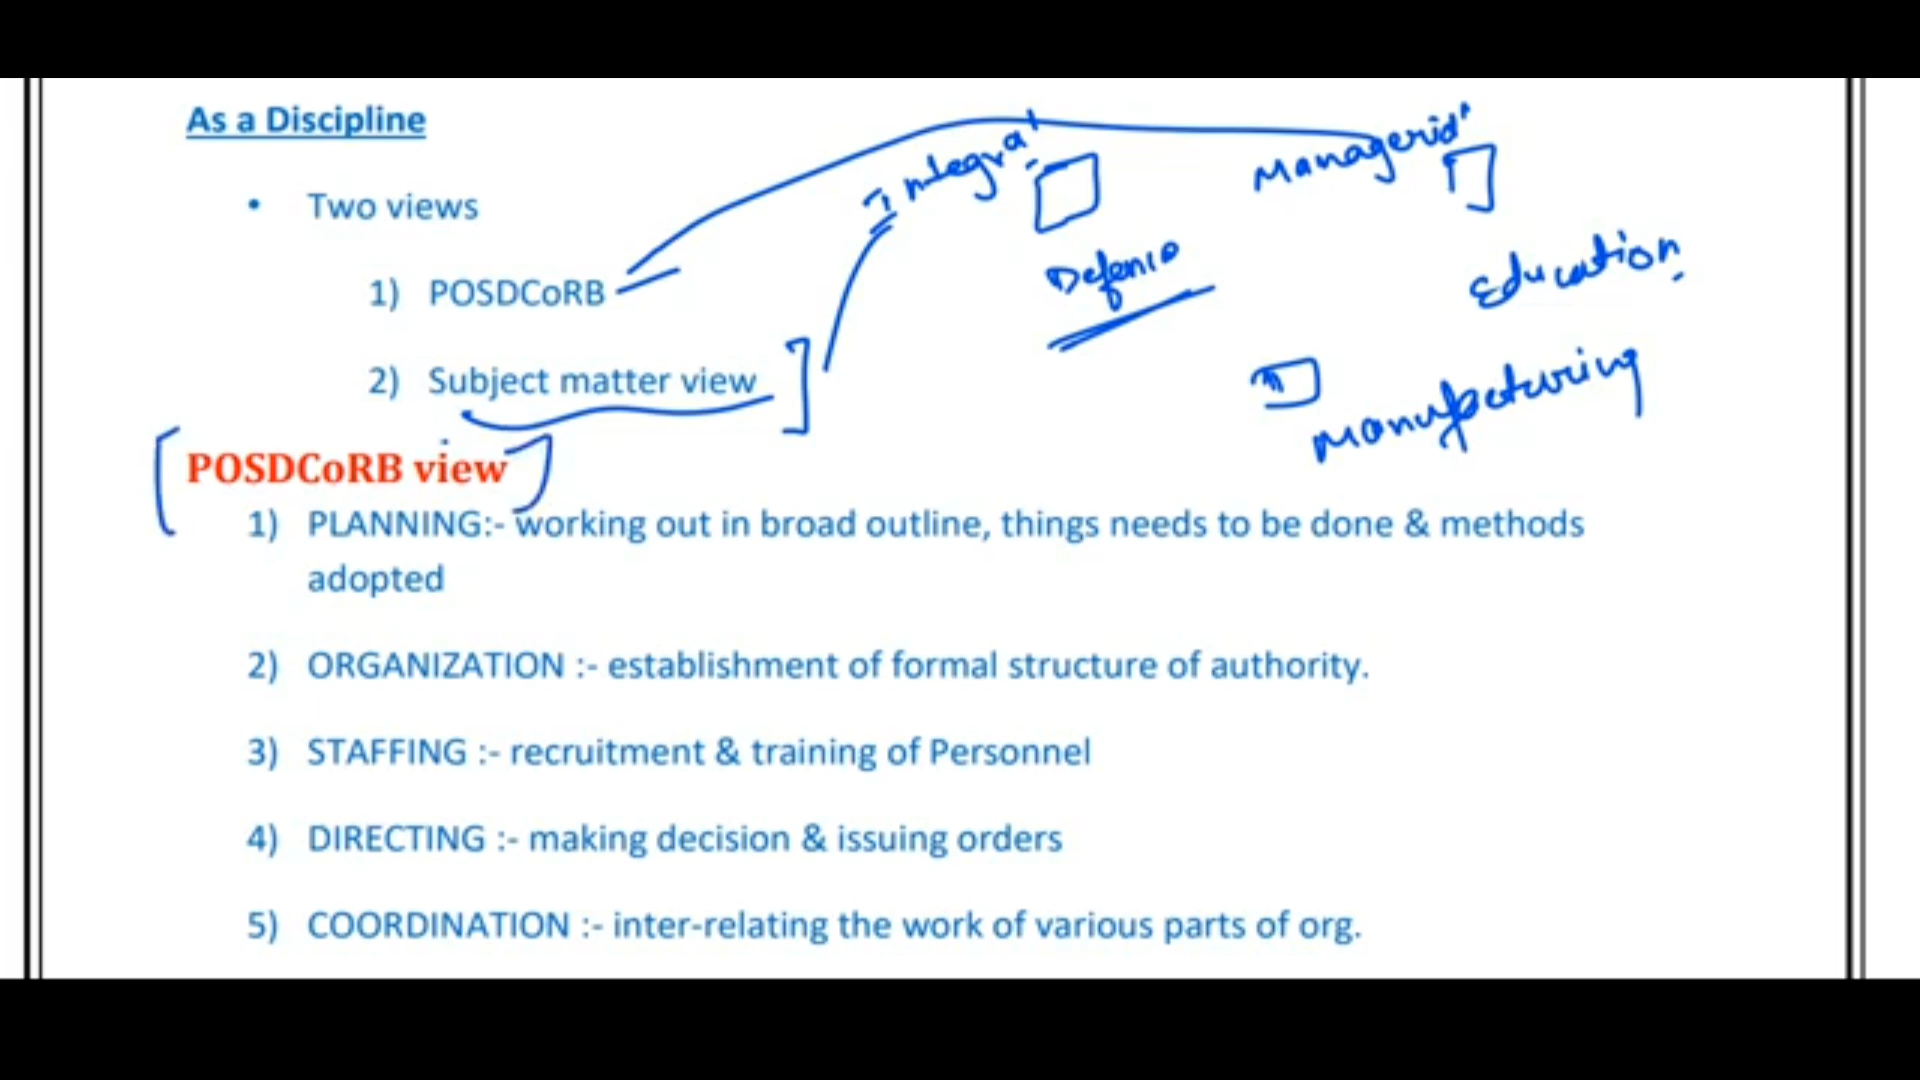 As a Discipline
• Two views
Integral
Managerial
1) POSDCoRB
Defence
Education
2) Subject matter view
Manufacturing
POSDCoRB view
1) PLANNING:- working out in broad outline, things needs to be done & methods
adopted
2) ORGANIZATION :- establishment of formal structure of authority.
3) STAFFING :- recruitment & training of Personnel
4) DIRECTING :- making decision & issuing orders
5) COORDINATION :- inter-relating the work of various parts of org.